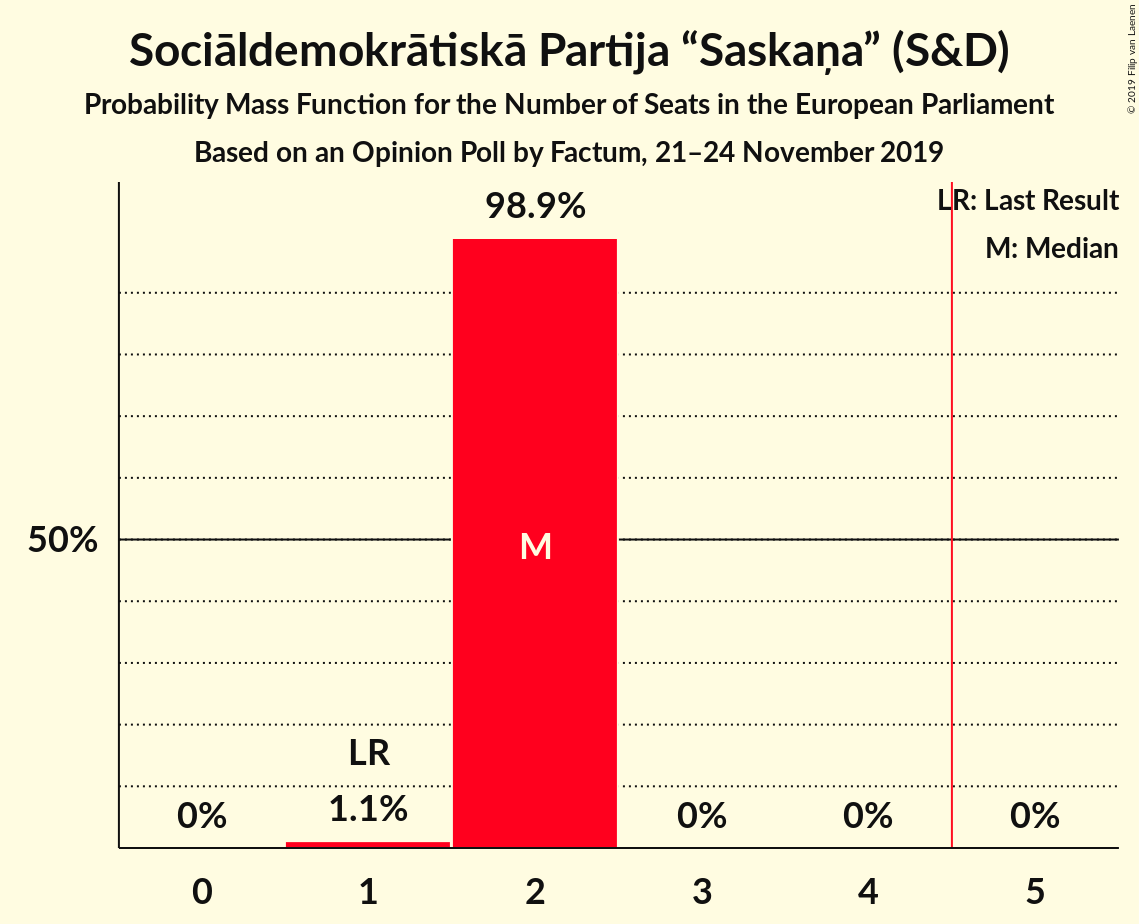 Sociāldemokrātiskā Partija “Saskaņa” (S&D)
Probability Mass Function for the Number of Seats in the European Parliament
Based on an Opinion Poll by Factum, 21–24 November 2019
© 2019 Filip van Laenen
LR: Last Result
M: Median
98.9%
50%
M
LR
0% 1.1% 0% 0% 0%
0 1 2 3 4 5